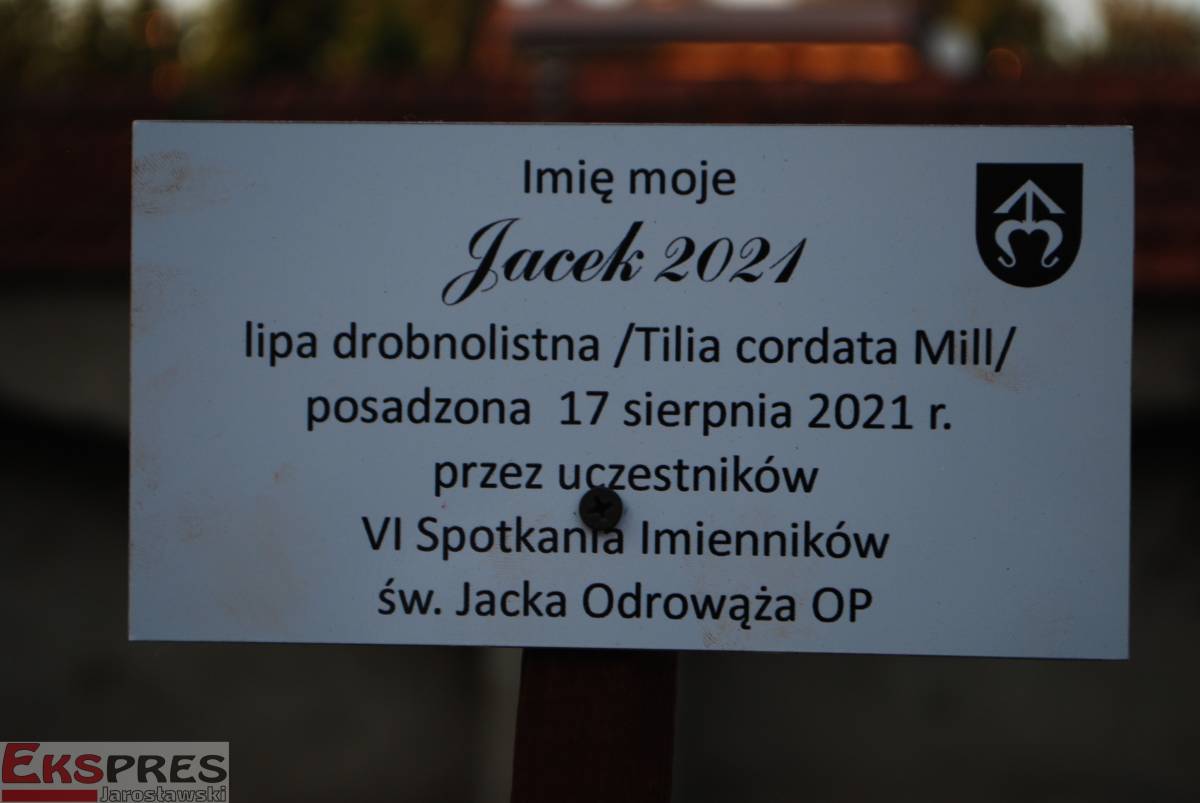 Imię moje
Jacek 2021
lipa drobnolistna /Tilia cordata Mill/
posadzona 17 sierpnia 2021 r.
przez uczestników
VI Spotkania Imienników
św. Jacka Odrowąża OP
EKSPRES
Jarosławski